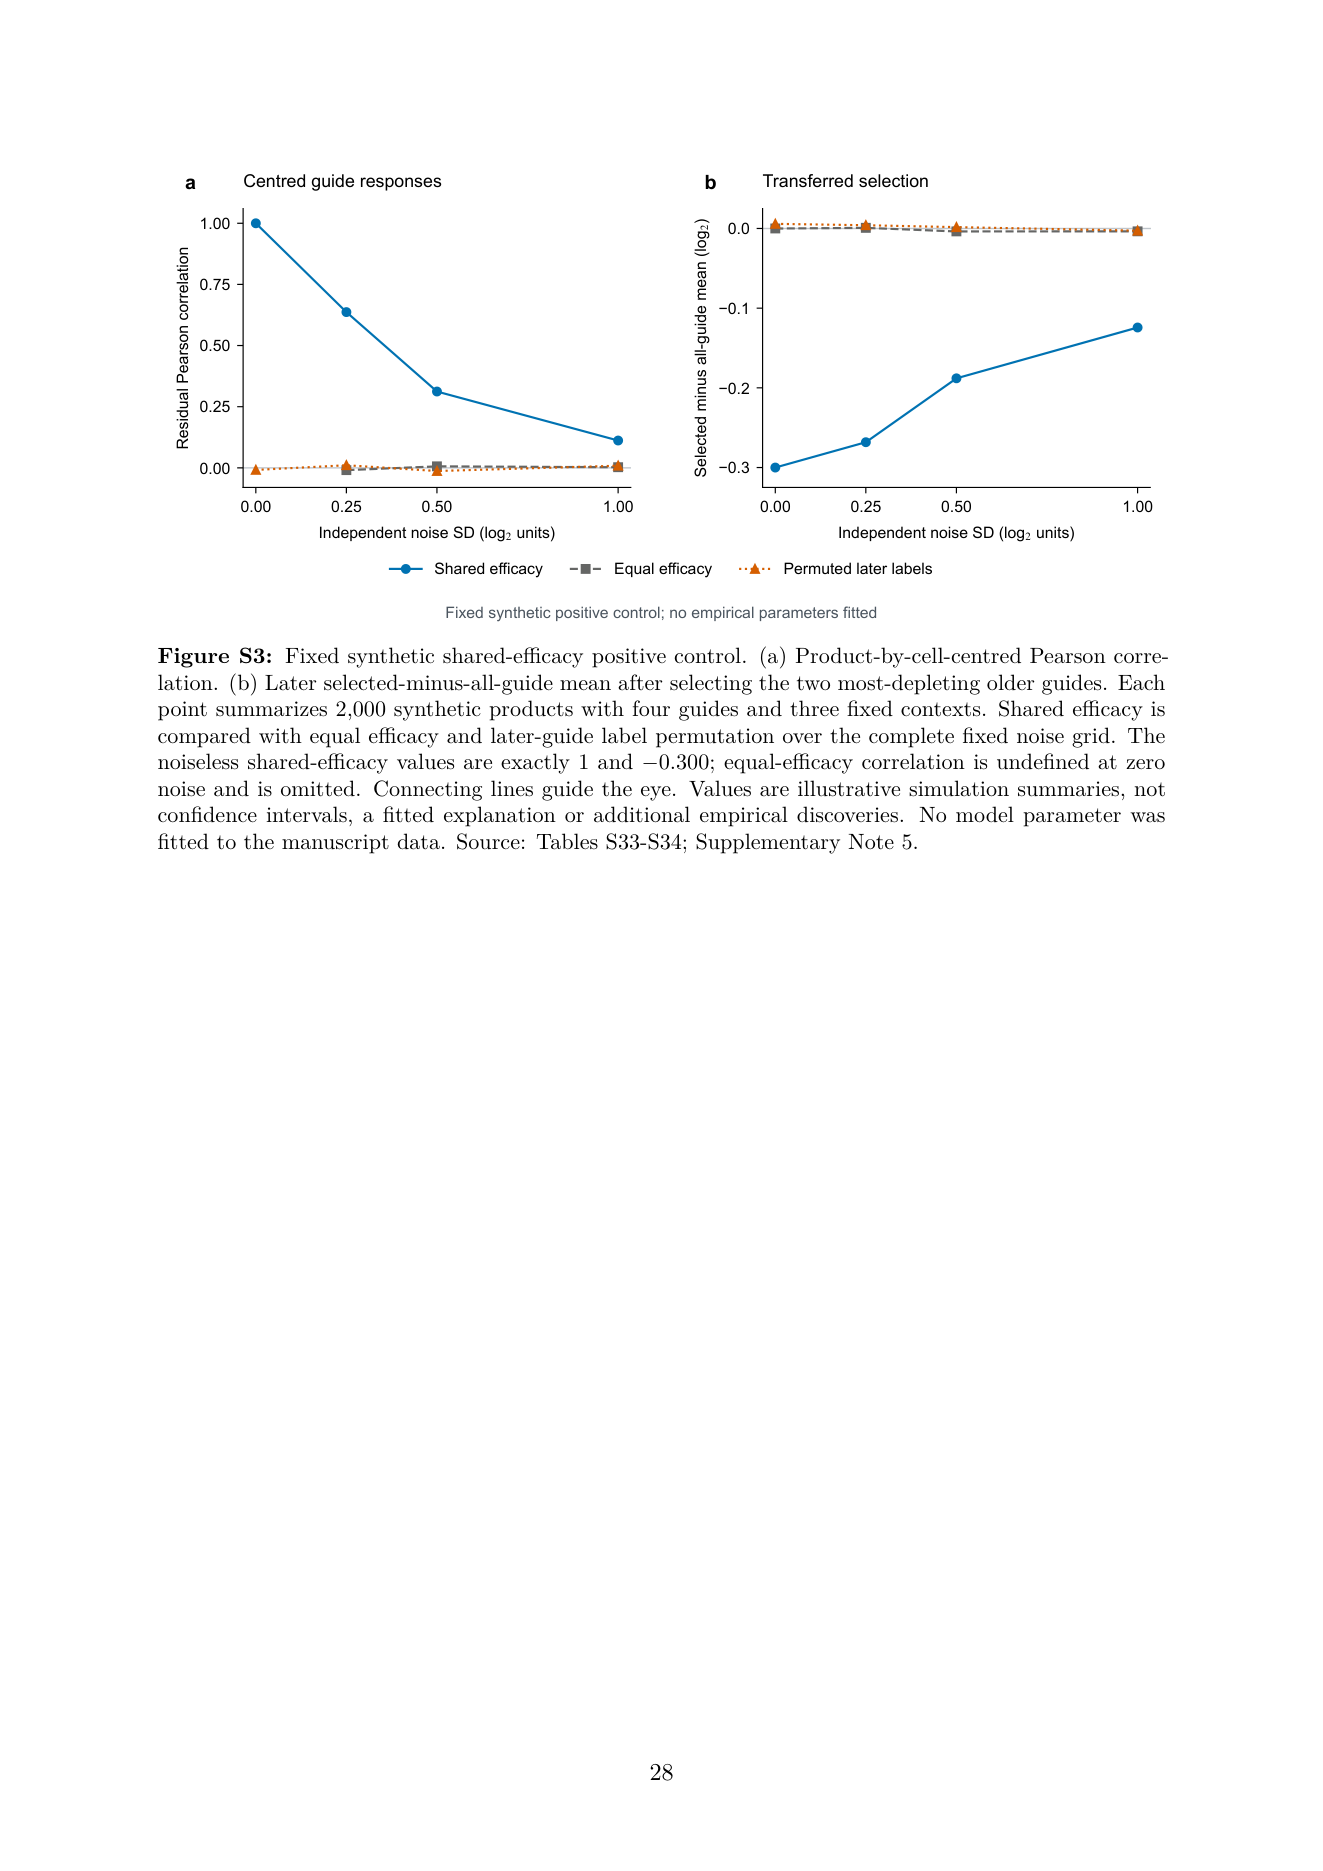 a Centred guide responses
Residual Pearson correlation
1.00
0.75
0.50
0.25
0.00
0.00 0.25 0.50 1.00
Independent noise SD (log₂ units)
b Transferred selection
Selected minus all-guide mean (log₂)
0.0
−0.1
−0.2
−0.3
0.00 0.25 0.50 1.00
Independent noise SD (log₂ units)
Shared efficacy Equal efficacy Permuted later labels
Fixed synthetic positive control; no empirical parameters fitted
Figure S3: Fixed synthetic shared-efficacy positive control. (a) Product-by-cell-centred Pearson corre-
lation. (b) Later selected-minus-all-guide mean after selecting the two most-depleting older guides. Each
point summarizes 2,000 synthetic products with four guides and three fixed contexts. Shared efficacy is
compared with equal efficacy and later-guide label permutation over the complete fixed noise grid. The
noiseless shared-efficacy values are exactly 1 and −0.300; equal-efficacy correlation is undefined at zero
noise and is omitted. Connecting lines guide the eye. Values are illustrative simulation summaries, not
confidence intervals, a fitted explanation or additional empirical discoveries. No model parameter was
fitted to the manuscript data. Source: Tables S33-S34; Supplementary Note 5.
28